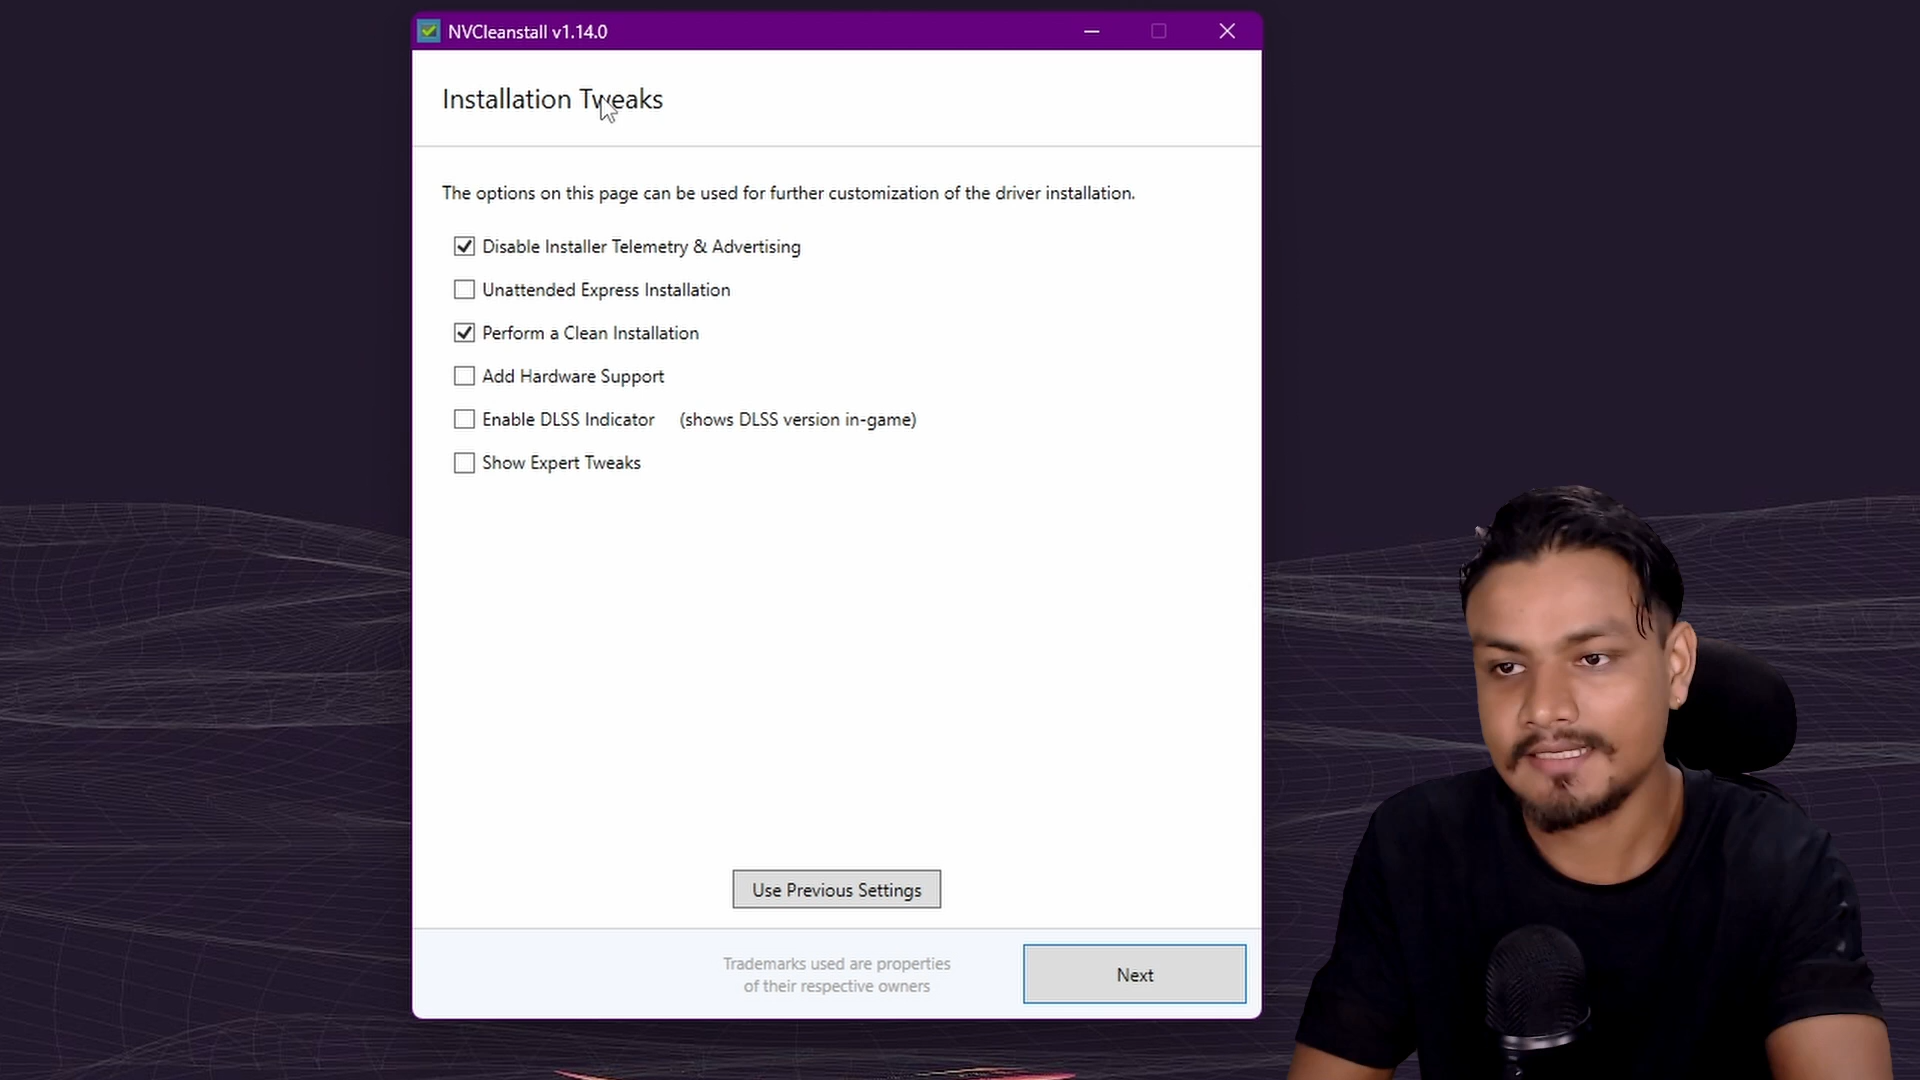 NVCleanstall v1.14.0
Installation Tweaks
The options on this page can be used for further customization of the driver installation.
Disable Installer Telemetry & Advertising
Unattended Express Installation
Perform a Clean Installation
Add Hardware Support
Enable DLSS Indicator (shows DLSS version in-game)
Show Expert Tweaks
Use Previous Settings
Trademarks used are properties
of their respective owners
Next